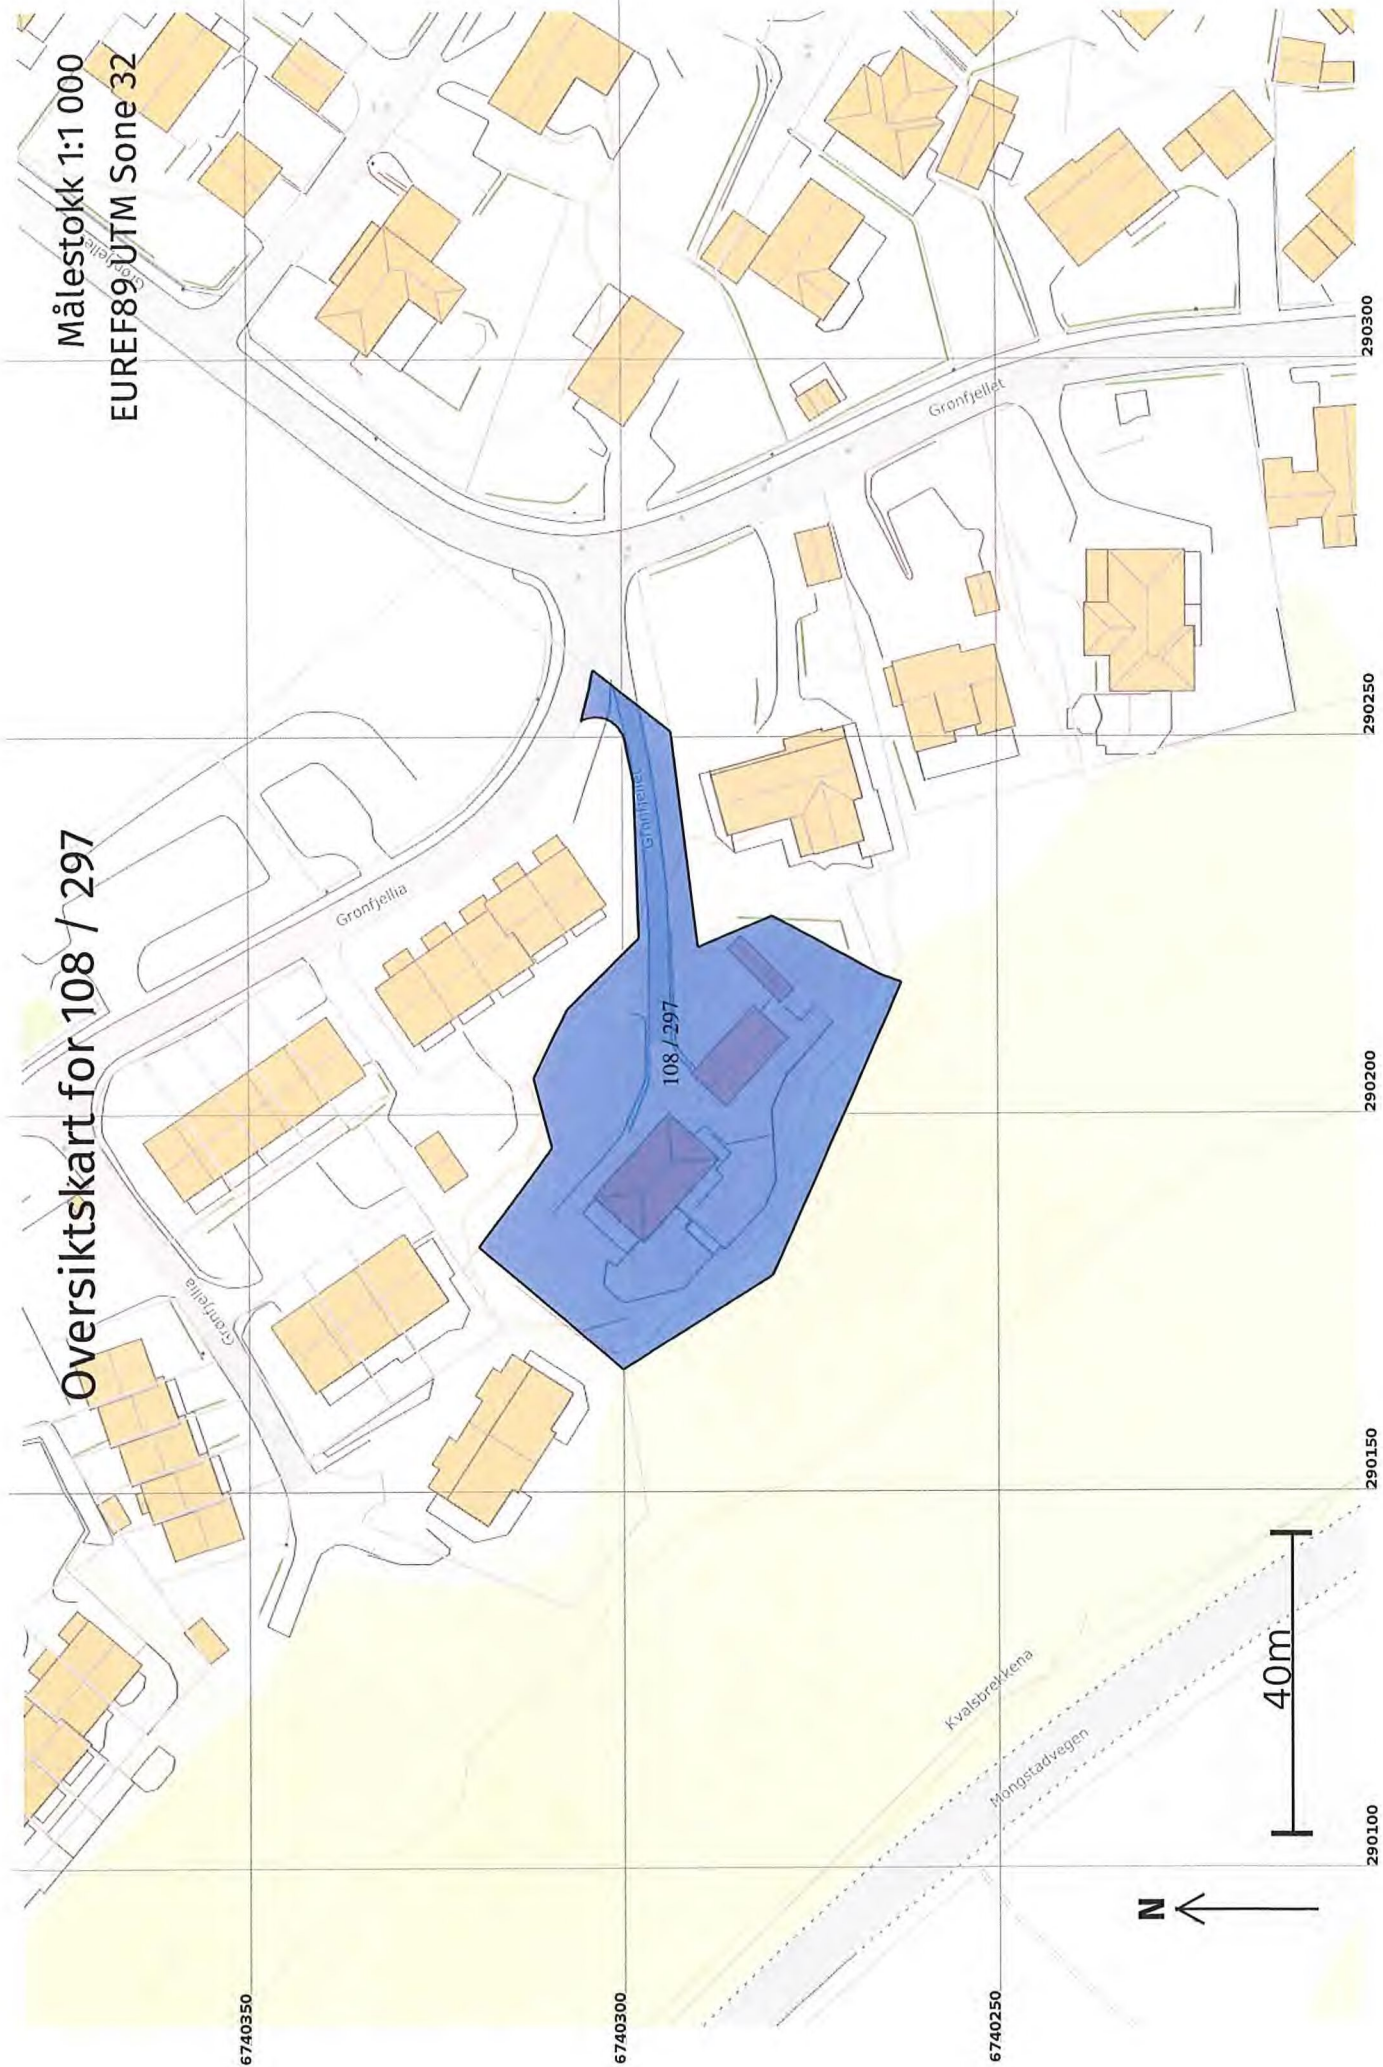 Oversiktskart for 108 / 297
Målestokk 1:1 000
EUREF89 UTM Sone 32
Grønfjellet
Grønfjellia
Grønfjellia
Grønfjellet
Grønfjellet
108 / 297
Kvalsbrekkena
Mongstadvegen
6740350
6740300
6740250
290100
290150
290200
290250
290300
N
40m